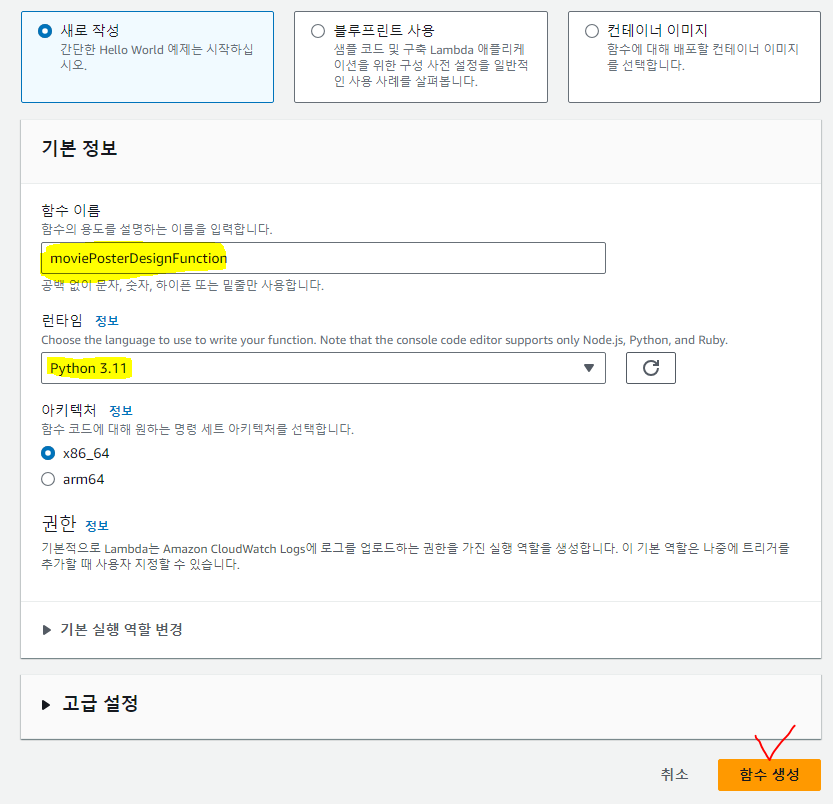 새로 작성
간단한 Hello World 예제는 시작하십
시오.
블루프린트 사용
샘플 코드 및 구축 Lambda 애플리케
이션을 위한 구성 사전 설정을 일반적
인 사용 사례를 살펴봅니다.
컨테이너 이미지
함수에 대해 배포할 컨테이너 이미지
를 선택합니다.
기본 정보
함수 이름
함수의 용도를 설명하는 이름을 입력합니다.
moviePosterDesignFunction
공백 없이 문자, 숫자, 하이픈 또는 밑줄만 사용합니다.
런타임 정보
Choose the language to use to write your function. Note that the console code editor supports only Node.js, Python, and Ruby.
Python 3.11
아키텍처 정보
함수 코드에 대해 원하는 명령 세트 아키텍처를 선택합니다.
x86_64
arm64
권한 정보
기본적으로 Lambda는 Amazon CloudWatch Logs에 로그를 업로드하는 권한을 가진 실행 역할을 생성합니다. 이 기본 역할은 나중에 트리거를
추가할 때 사용자 지정할 수 있습니다.
기본 실행 역할 변경
고급 설정
취소
함수 생성